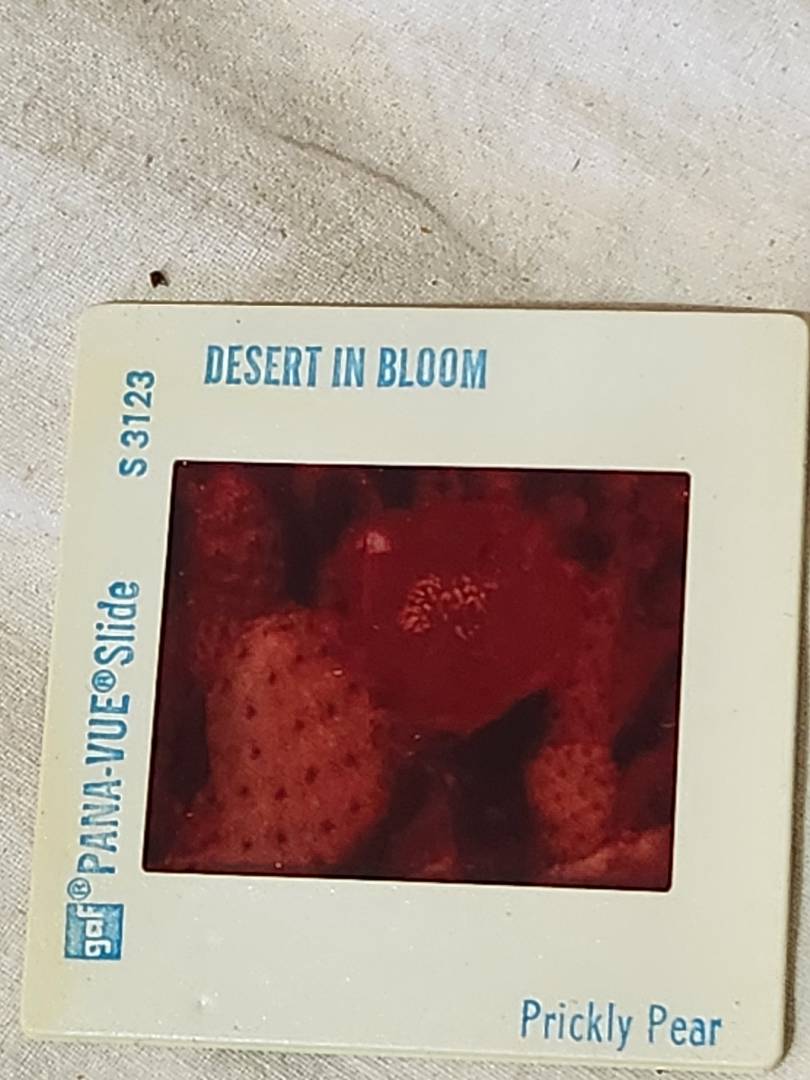 DESERT IN BLOOM
gaf® PANA-VUE® Slide S 3123
Prickly Pear